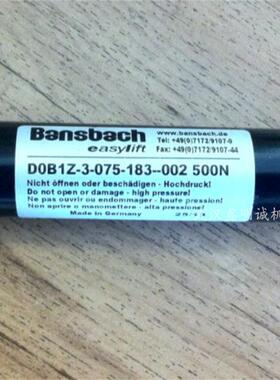 Bansbach
easylift
www.bansbach.de
Tel: +49(0)7172/9107-0
Fax: +49(0)7172/9107-44
D0B1Z-3-075-183--002 500N
Nicht öffnen oder beschädigen - Hochdruck!
Do not open or damage - high pressure!
Ne pas ouvrir ou endommager - haute pression!
Non aprire o manomettere - alta pressione!
Made in Germany
诚机